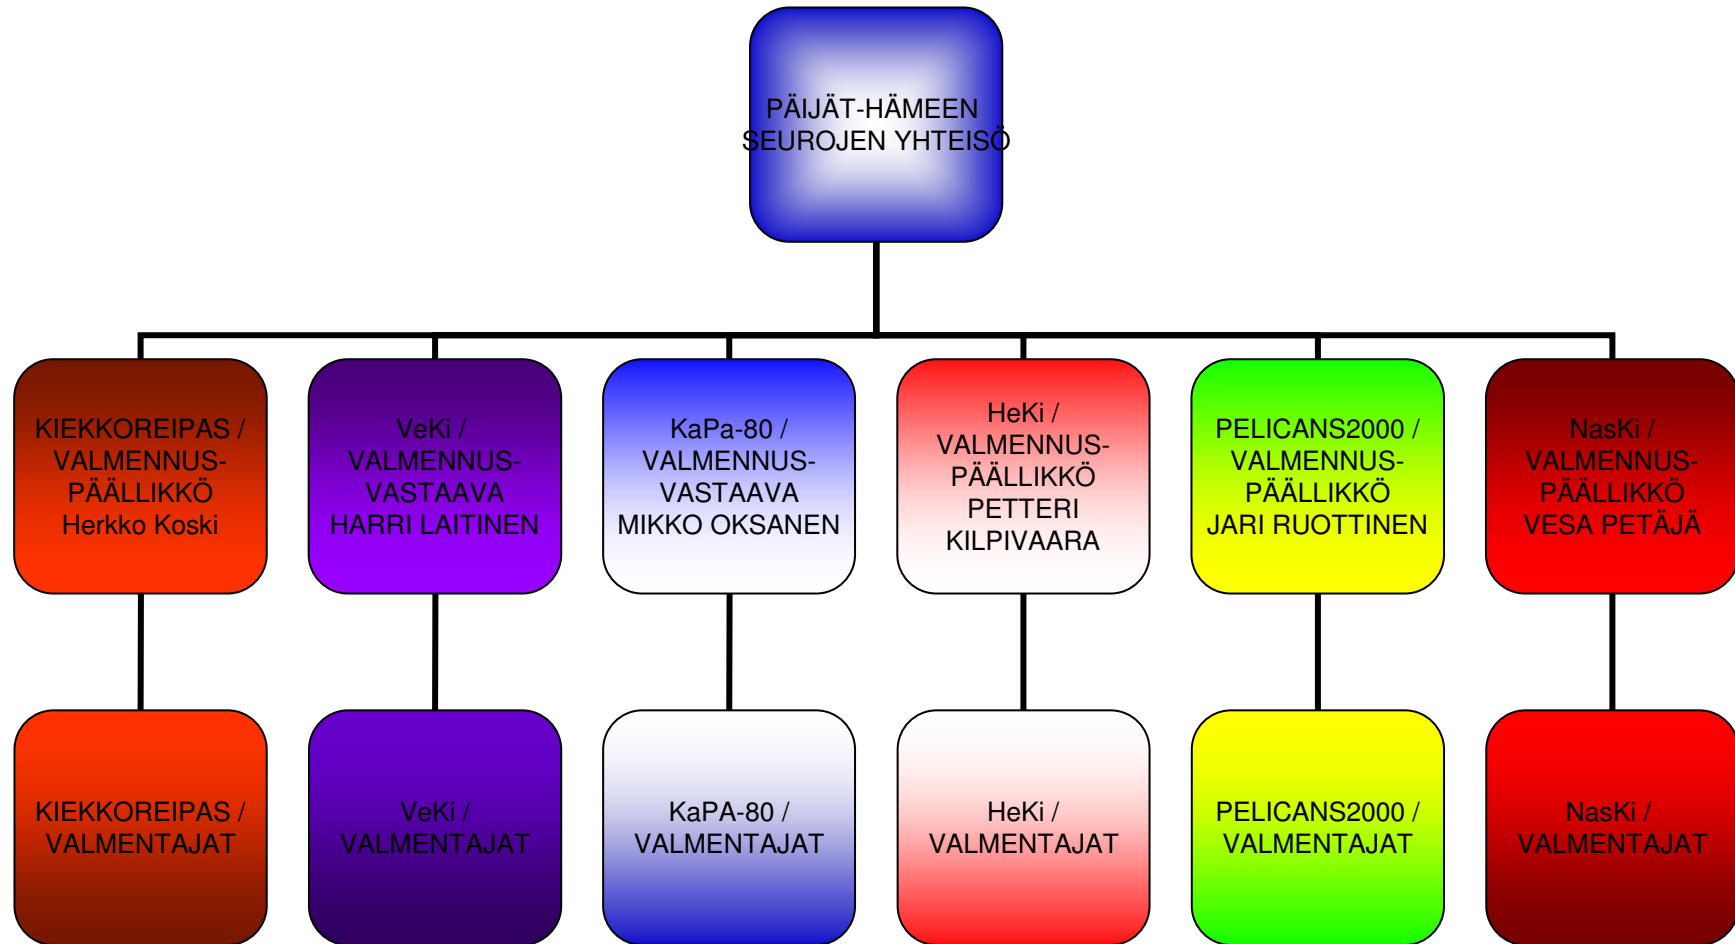 PÄIJÄT-HÄMEEN
SEUROJEN YHTEISÖ
KIEKKOREIPAS /
VALMENNUS-
PÄÄLLIKKÖ
Herkko Koski
VeKi /
VALMENNUS-
VASTAAVA
HARRI LAITINEN
KaPa-80 /
VALMENNUS-
VASTAAVA
MIKKO OKSANEN
HeKi /
VALMENNUS-
PÄÄLLIKKÖ
PETTERI
KILPIVAARA
PELICANS2000 /
VALMENNUS-
PÄÄLLIKKÖ
JARI RUOTTINEN
NasKi /
VALMENNUS-
PÄÄLLIKKÖ
VESA PETÄJÄ
KIEKKOREIPAS /
VALMENTAJAT
VeKi /
VALMENTAJAT
KaPA-80 /
VALMENTAJAT
HeKi /
VALMENTAJAT
PELICANS2000 /
VALMENTAJAT
NasKi /
VALMENTAJAT